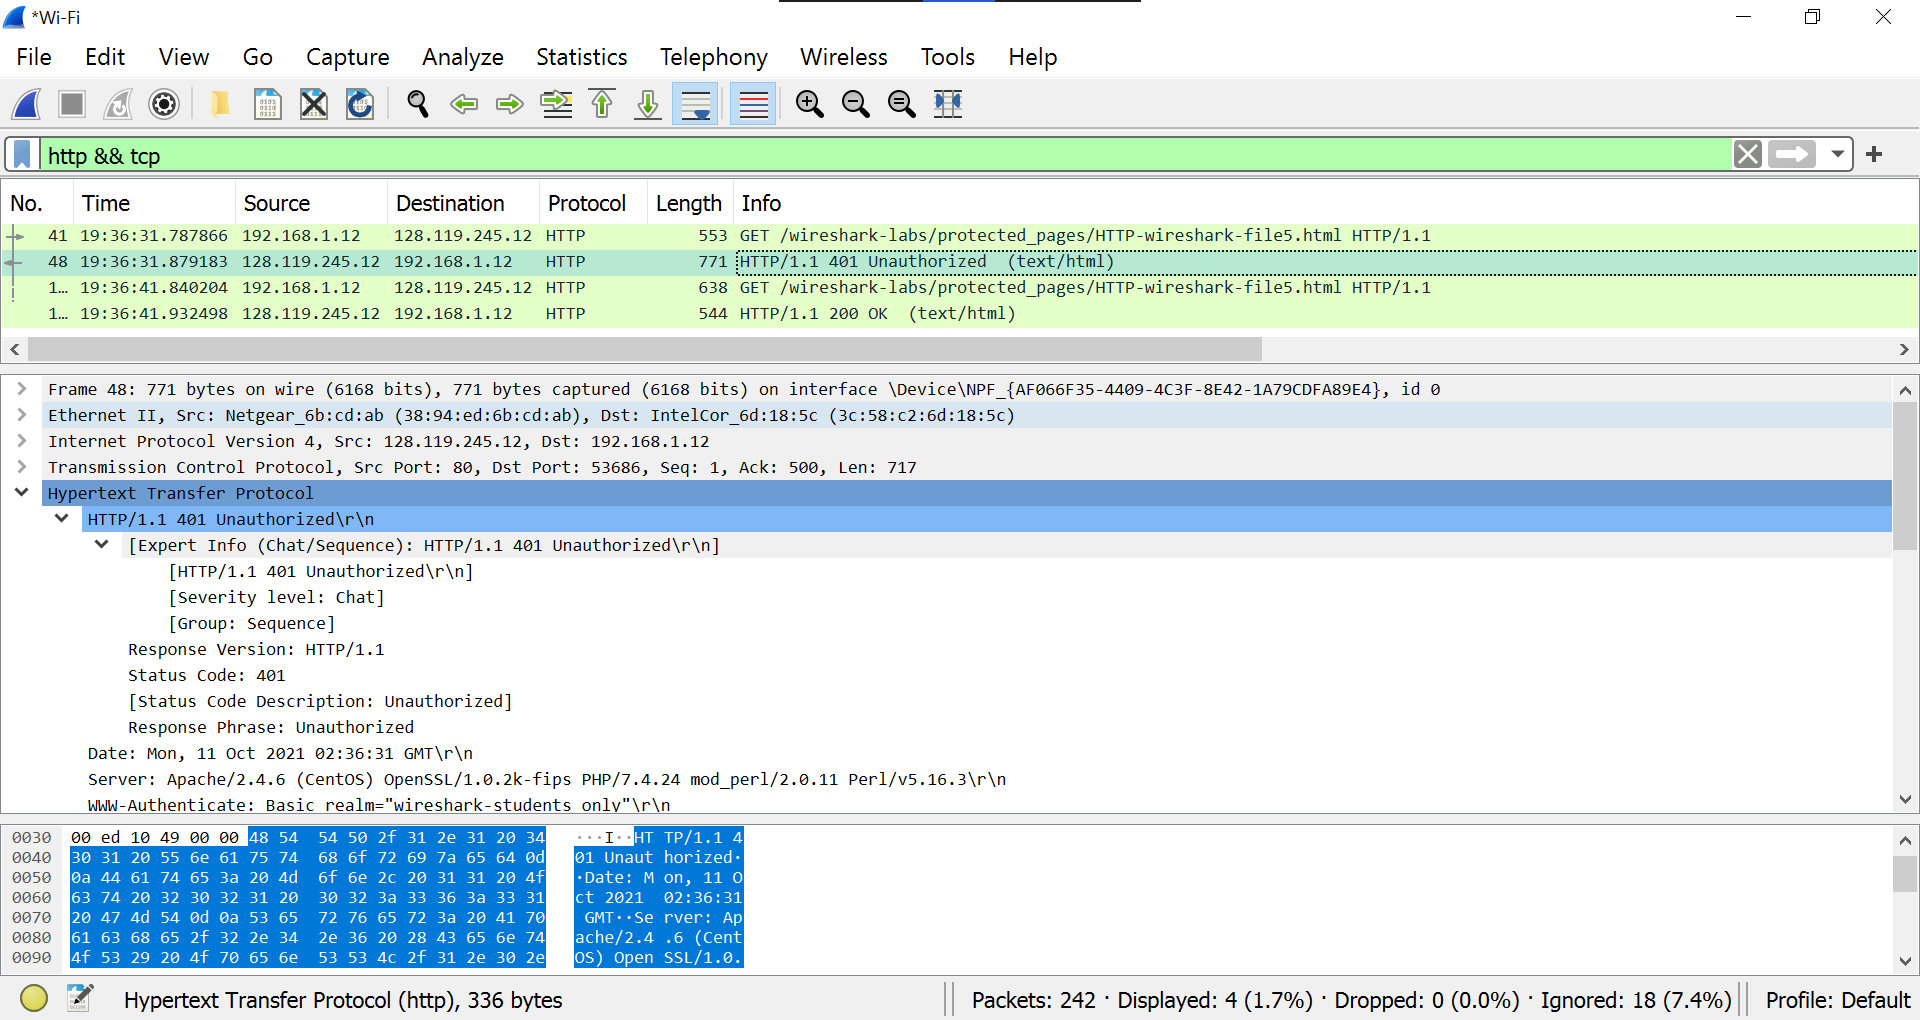 *Wi-Fi
File Edit View Go Capture Analyze Statistics Telephony Wireless Tools Help
http && tcp
No. Time Source Destination Protocol Length Info
41 19:36:31.787866 192.168.1.12 128.119.245.12 HTTP 553 GET /wireshark-labs/protected_pages/HTTP-wireshark-file5.html HTTP/1.1
48 19:36:31.879183 128.119.245.12 192.168.1.12 HTTP 771 HTTP/1.1 401 Unauthorized (text/html)
1… 19:36:41.840204 192.168.1.12 128.119.245.12 HTTP 638 GET /wireshark-labs/protected_pages/HTTP-wireshark-file5.html HTTP/1.1
1… 19:36:41.932498 128.119.245.12 192.168.1.12 HTTP 544 HTTP/1.1 200 OK (text/html)
Frame 48: 771 bytes on wire (6168 bits), 771 bytes captured (6168 bits) on interface \Device\NPF_{AF066F35-4409-4C3F-8E42-1A79CDFA89E4}, id 0
Ethernet II, Src: Netgear_6b:cd:ab (38:94:ed:6b:cd:ab), Dst: IntelCor_6d:18:5c (3c:58:c2:6d:18:5c)
Internet Protocol Version 4, Src: 128.119.245.12, Dst: 192.168.1.12
Transmission Control Protocol, Src Port: 80, Dst Port: 53686, Seq: 1, Ack: 500, Len: 717
Hypertext Transfer Protocol
HTTP/1.1 401 Unauthorized\r\n
[Expert Info (Chat/Sequence): HTTP/1.1 401 Unauthorized\r\n]
[HTTP/1.1 401 Unauthorized\r\n]
[Severity level: Chat]
[Group: Sequence]
Response Version: HTTP/1.1
Status Code: 401
[Status Code Description: Unauthorized]
Response Phrase: Unauthorized
Date: Mon, 11 Oct 2021 02:36:31 GMT\r\n
Server: Apache/2.4.6 (CentOS) OpenSSL/1.0.2k-fips PHP/7.4.24 mod_perl/2.0.11 Perl/v5.16.3\r\n
WWW-Authenticate: Basic realm="wireshark-students only"\r\n
0030 00 ed 10 49 00 00 48 54 54 50 2f 31 2e 31 20 34 ···I··HT TP/1.1 4
0040 30 31 20 55 6e 61 75 74 68 6f 72 69 7a 65 64 0d 01 Unaut horized·
0050 0a 44 61 74 65 3a 20 4d 6f 6e 2c 20 31 31 20 4f ·Date: M on, 11 O
0060 63 74 20 32 30 32 31 20 30 32 3a 33 36 3a 33 31 ct 2021 02:36:31
0070 20 47 4d 54 0d 0a 53 65 72 76 65 72 3a 20 41 70 GMT··Se rver: Ap
0080 61 63 68 65 2f 32 2e 34 2e 36 20 28 43 65 6e 74 ache/2.4 .6 (Cent
0090 4f 53 29 20 4f 70 65 6e 53 53 4c 2f 31 2e 30 2e OS) Open SSL/1.0.
Hypertext Transfer Protocol (http), 336 bytes Packets: 242 · Displayed: 4 (1.7%) · Dropped: 0 (0.0%) · Ignored: 18 (7.4%) Profile: Default